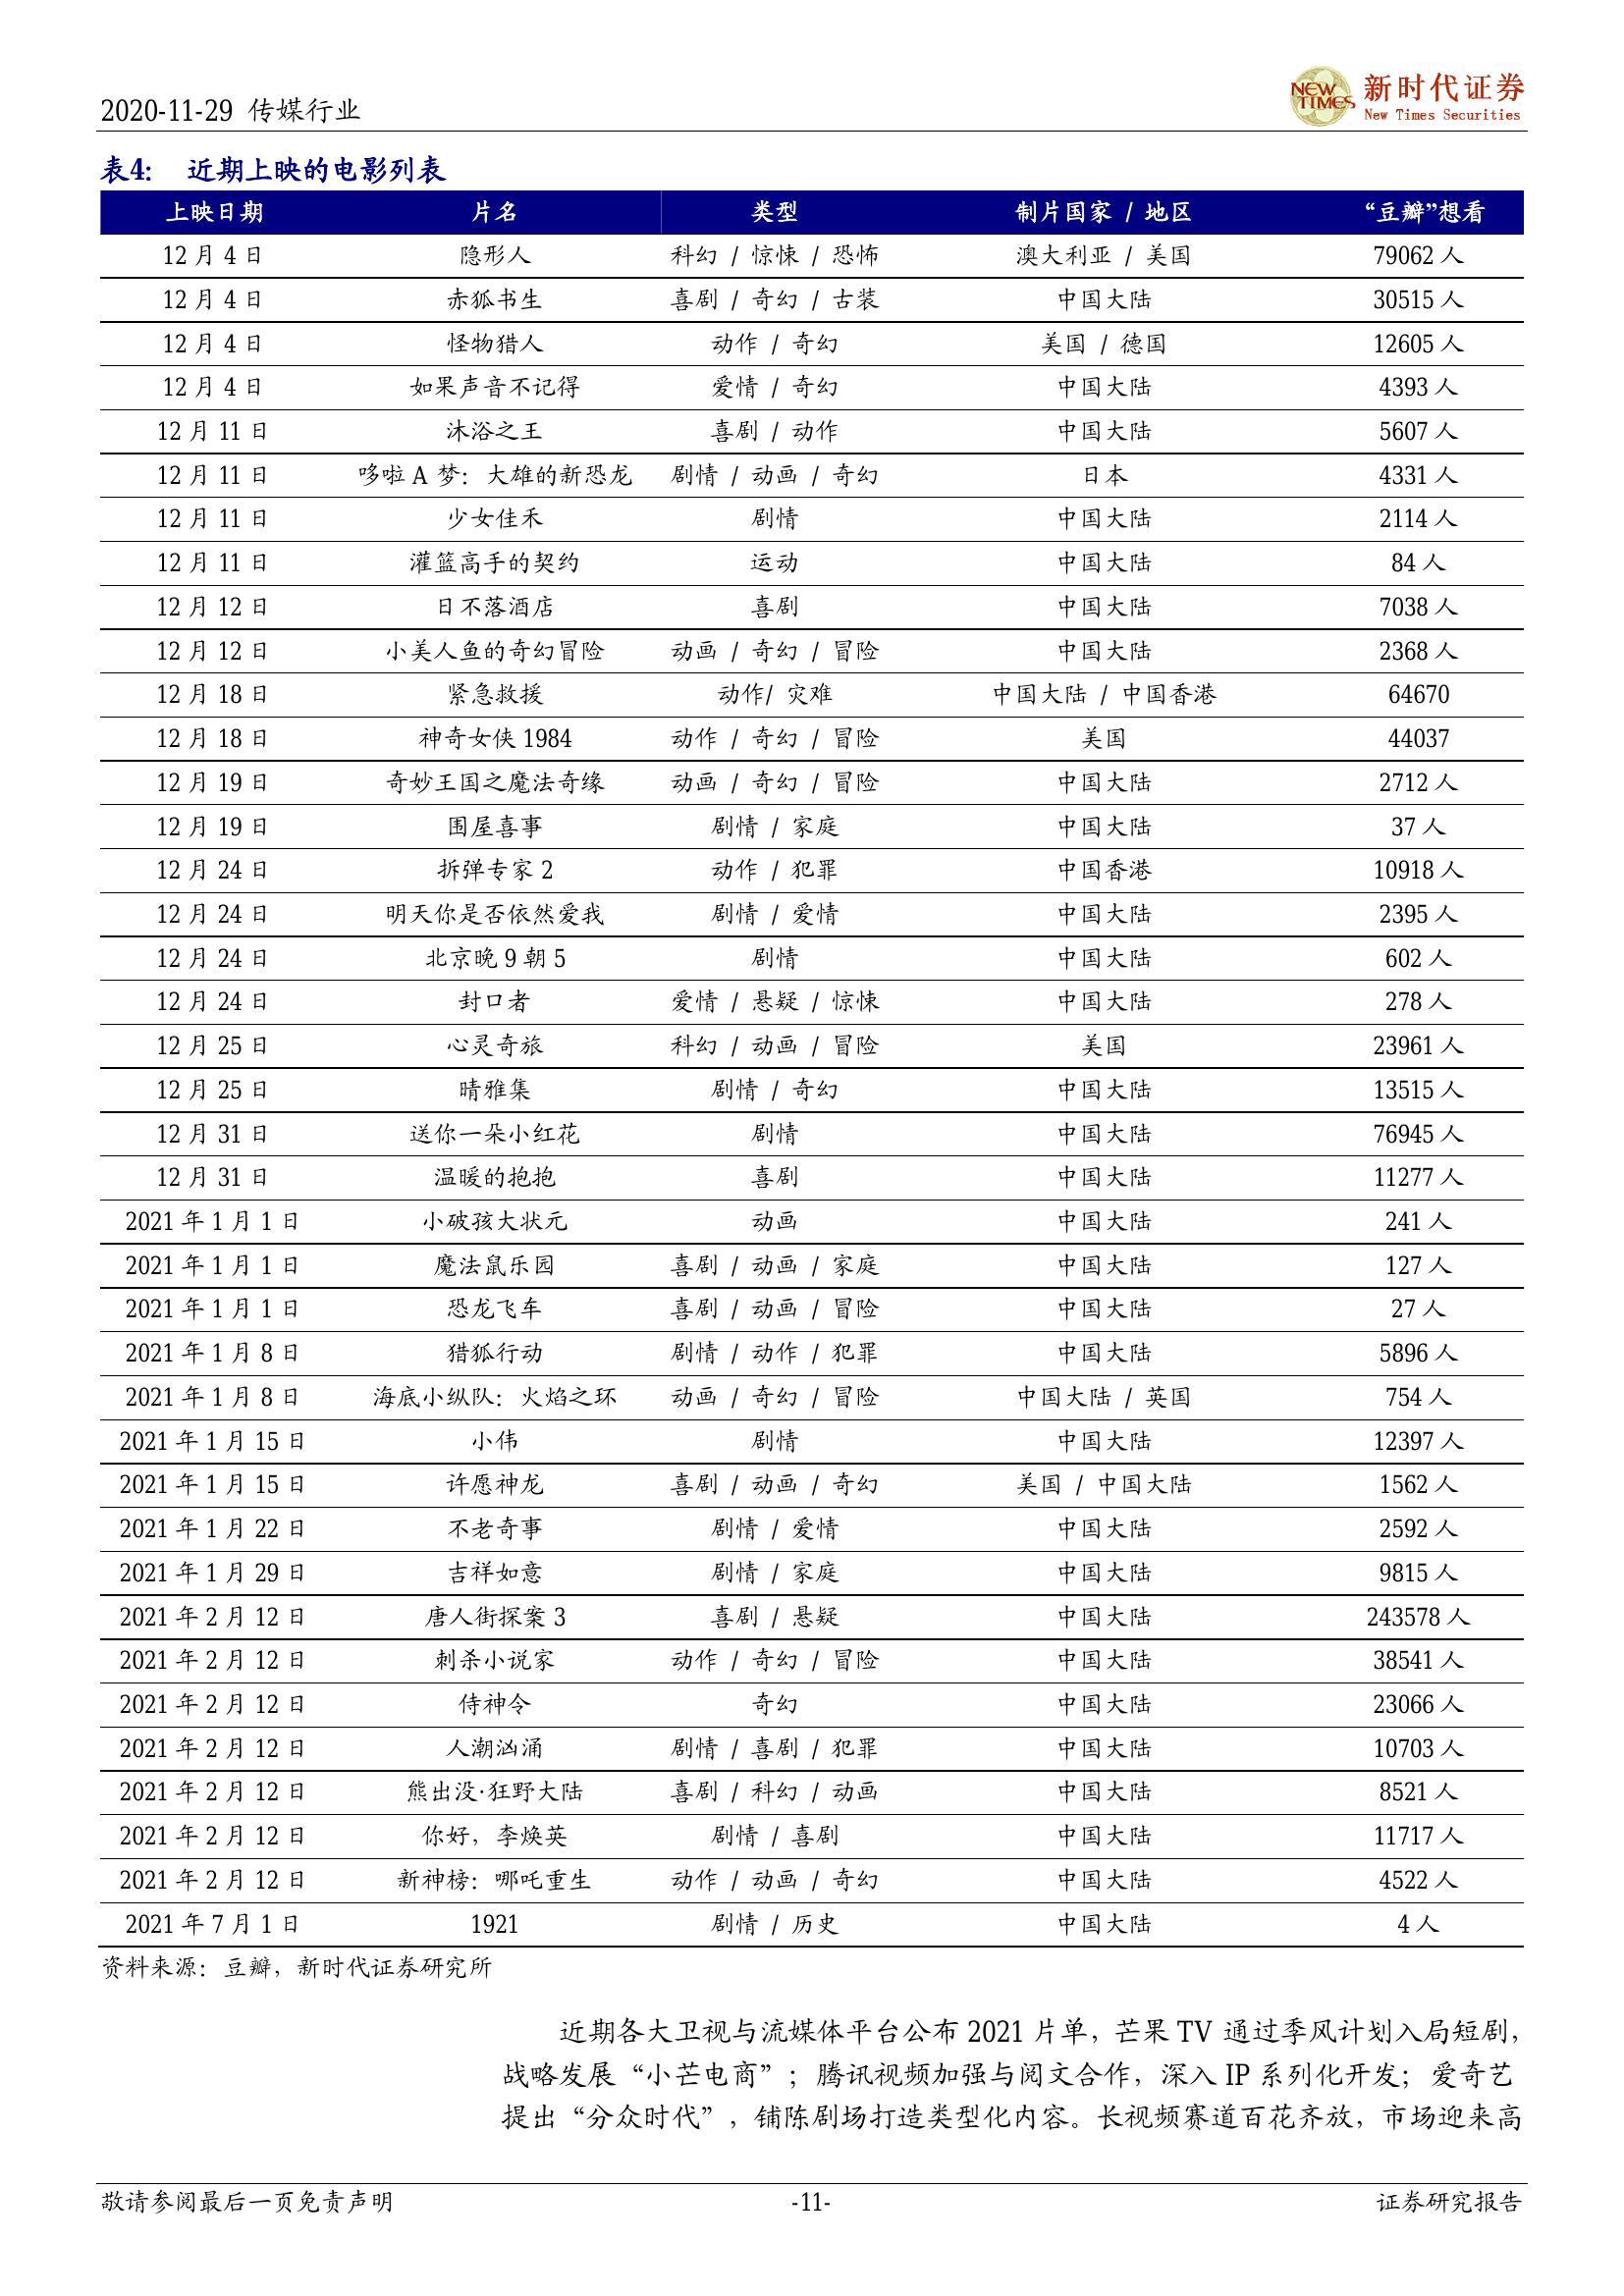 2020-11-29 传媒行业
NEW TIMES 新时代证券
New Times Securities
表4: 近期上映的电影列表
上映日期 片名 类型 制片国家 / 地区 “豆瓣”想看
12 月 4 日 隐形人 科幻 / 惊悚 / 恐怖 澳大利亚 / 美国 79062 人
12 月 4 日 赤狐书生 喜剧 / 奇幻 / 古装 中国大陆 30515 人
12 月 4 日 怪物猎人 动作 / 奇幻 美国 / 德国 12605 人
12 月 4 日 如果声音不记得 爱情 / 奇幻 中国大陆 4393 人
12 月 11 日 沐浴之王 喜剧 / 动作 中国大陆 5607 人
12 月 11 日 哆啦 A 梦：大雄的新恐龙 剧情 / 动画 / 奇幻 日本 4331 人
12 月 11 日 少女佳禾 剧情 中国大陆 2114 人
12 月 11 日 灌篮高手的契约 运动 中国大陆 84 人
12 月 12 日 日不落酒店 喜剧 中国大陆 7038 人
12 月 12 日 小美人鱼的奇幻冒险 动画 / 奇幻 / 冒险 中国大陆 2368 人
12 月 18 日 紧急救援 动作/ 灾难 中国大陆 / 中国香港 64670
12 月 18 日 神奇女侠 1984 动作 / 奇幻 / 冒险 美国 44037
12 月 19 日 奇妙王国之魔法奇缘 动画 / 奇幻 / 冒险 中国大陆 2712 人
12 月 19 日 围屋喜事 剧情 / 家庭 中国大陆 37 人
12 月 24 日 拆弹专家 2 动作 / 犯罪 中国香港 10918 人
12 月 24 日 明天你是否依然爱我 剧情 / 爱情 中国大陆 2395 人
12 月 24 日 北京晚 9 朝 5 剧情 中国大陆 602 人
12 月 24 日 封口者 爱情 / 悬疑 / 惊悚 中国大陆 278 人
12 月 25 日 心灵奇旅 科幻 / 动画 / 冒险 美国 23961 人
12 月 25 日 晴雅集 剧情 / 奇幻 中国大陆 13515 人
12 月 31 日 送你一朵小红花 剧情 中国大陆 76945 人
12 月 31 日 温暖的抱抱 喜剧 中国大陆 11277 人
2021 年 1 月 1 日 小破孩大状元 动画 中国大陆 241 人
2021 年 1 月 1 日 魔法鼠乐园 喜剧 / 动画 / 家庭 中国大陆 127 人
2021 年 1 月 1 日 恐龙飞车 喜剧 / 动画 / 冒险 中国大陆 27 人
2021 年 1 月 8 日 猎狐行动 剧情 / 动作 / 犯罪 中国大陆 5896 人
2021 年 1 月 8 日 海底小纵队：火焰之环 动画 / 奇幻 / 冒险 中国大陆 / 英国 754 人
2021 年 1 月 15 日 小伟 剧情 中国大陆 12397 人
2021 年 1 月 15 日 许愿神龙 喜剧 / 动画 / 奇幻 美国 / 中国大陆 1562 人
2021 年 1 月 22 日 不老奇事 剧情 / 爱情 中国大陆 2592 人
2021 年 1 月 29 日 吉祥如意 剧情 / 家庭 中国大陆 9815 人
2021 年 2 月 12 日 唐人街探案 3 喜剧 / 悬疑 中国大陆 243578 人
2021 年 2 月 12 日 刺杀小说家 动作 / 奇幻 / 冒险 中国大陆 38541 人
2021 年 2 月 12 日 侍神令 奇幻 中国大陆 23066 人
2021 年 2 月 12 日 人潮汹涌 剧情 / 喜剧 / 犯罪 中国大陆 10703 人
2021 年 2 月 12 日 熊出没·狂野大陆 喜剧 / 科幻 / 动画 中国大陆 8521 人
2021 年 2 月 12 日 你好，李焕英 剧情 / 喜剧 中国大陆 11717 人
2021 年 2 月 12 日 新神榜：哪吒重生 动作 / 动画 / 奇幻 中国大陆 4522 人
2021 年 7 月 1 日 1921 剧情 / 历史 中国大陆 4 人
资料来源：豆瓣，新时代证券研究所
近期各大卫视与流媒体平台公布 2021 片单，芒果 TV 通过季风计划入局短剧，
战略发展“小芒电商”；腾讯视频加强与阅文合作，深入 IP 系列化开发；爱奇艺
提出“分众时代”，铺陈剧场打造类型化内容。长视频赛道百花齐放，市场迎来高
敬请参阅最后一页免责声明 -11- 证券研究报告